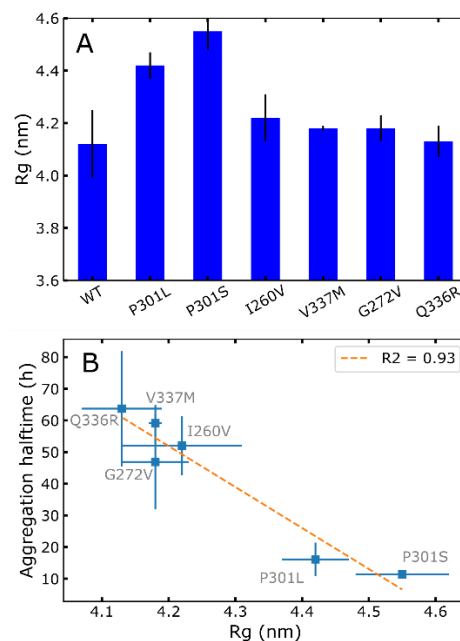 A
4.6
4.4
4.2
4.0
3.8
3.6
Rg (nm)
WT
P301L
P301S
I260V
V337M
G272V
Q336R
B
R2 = 0.93
80
70
60
50
40
30
20
10
Aggregation halftime (h)
V337M
Q336R
I260V
G272V
P301L
P301S
4.1
4.2
4.3
4.4
4.5
4.6
Rg (nm)